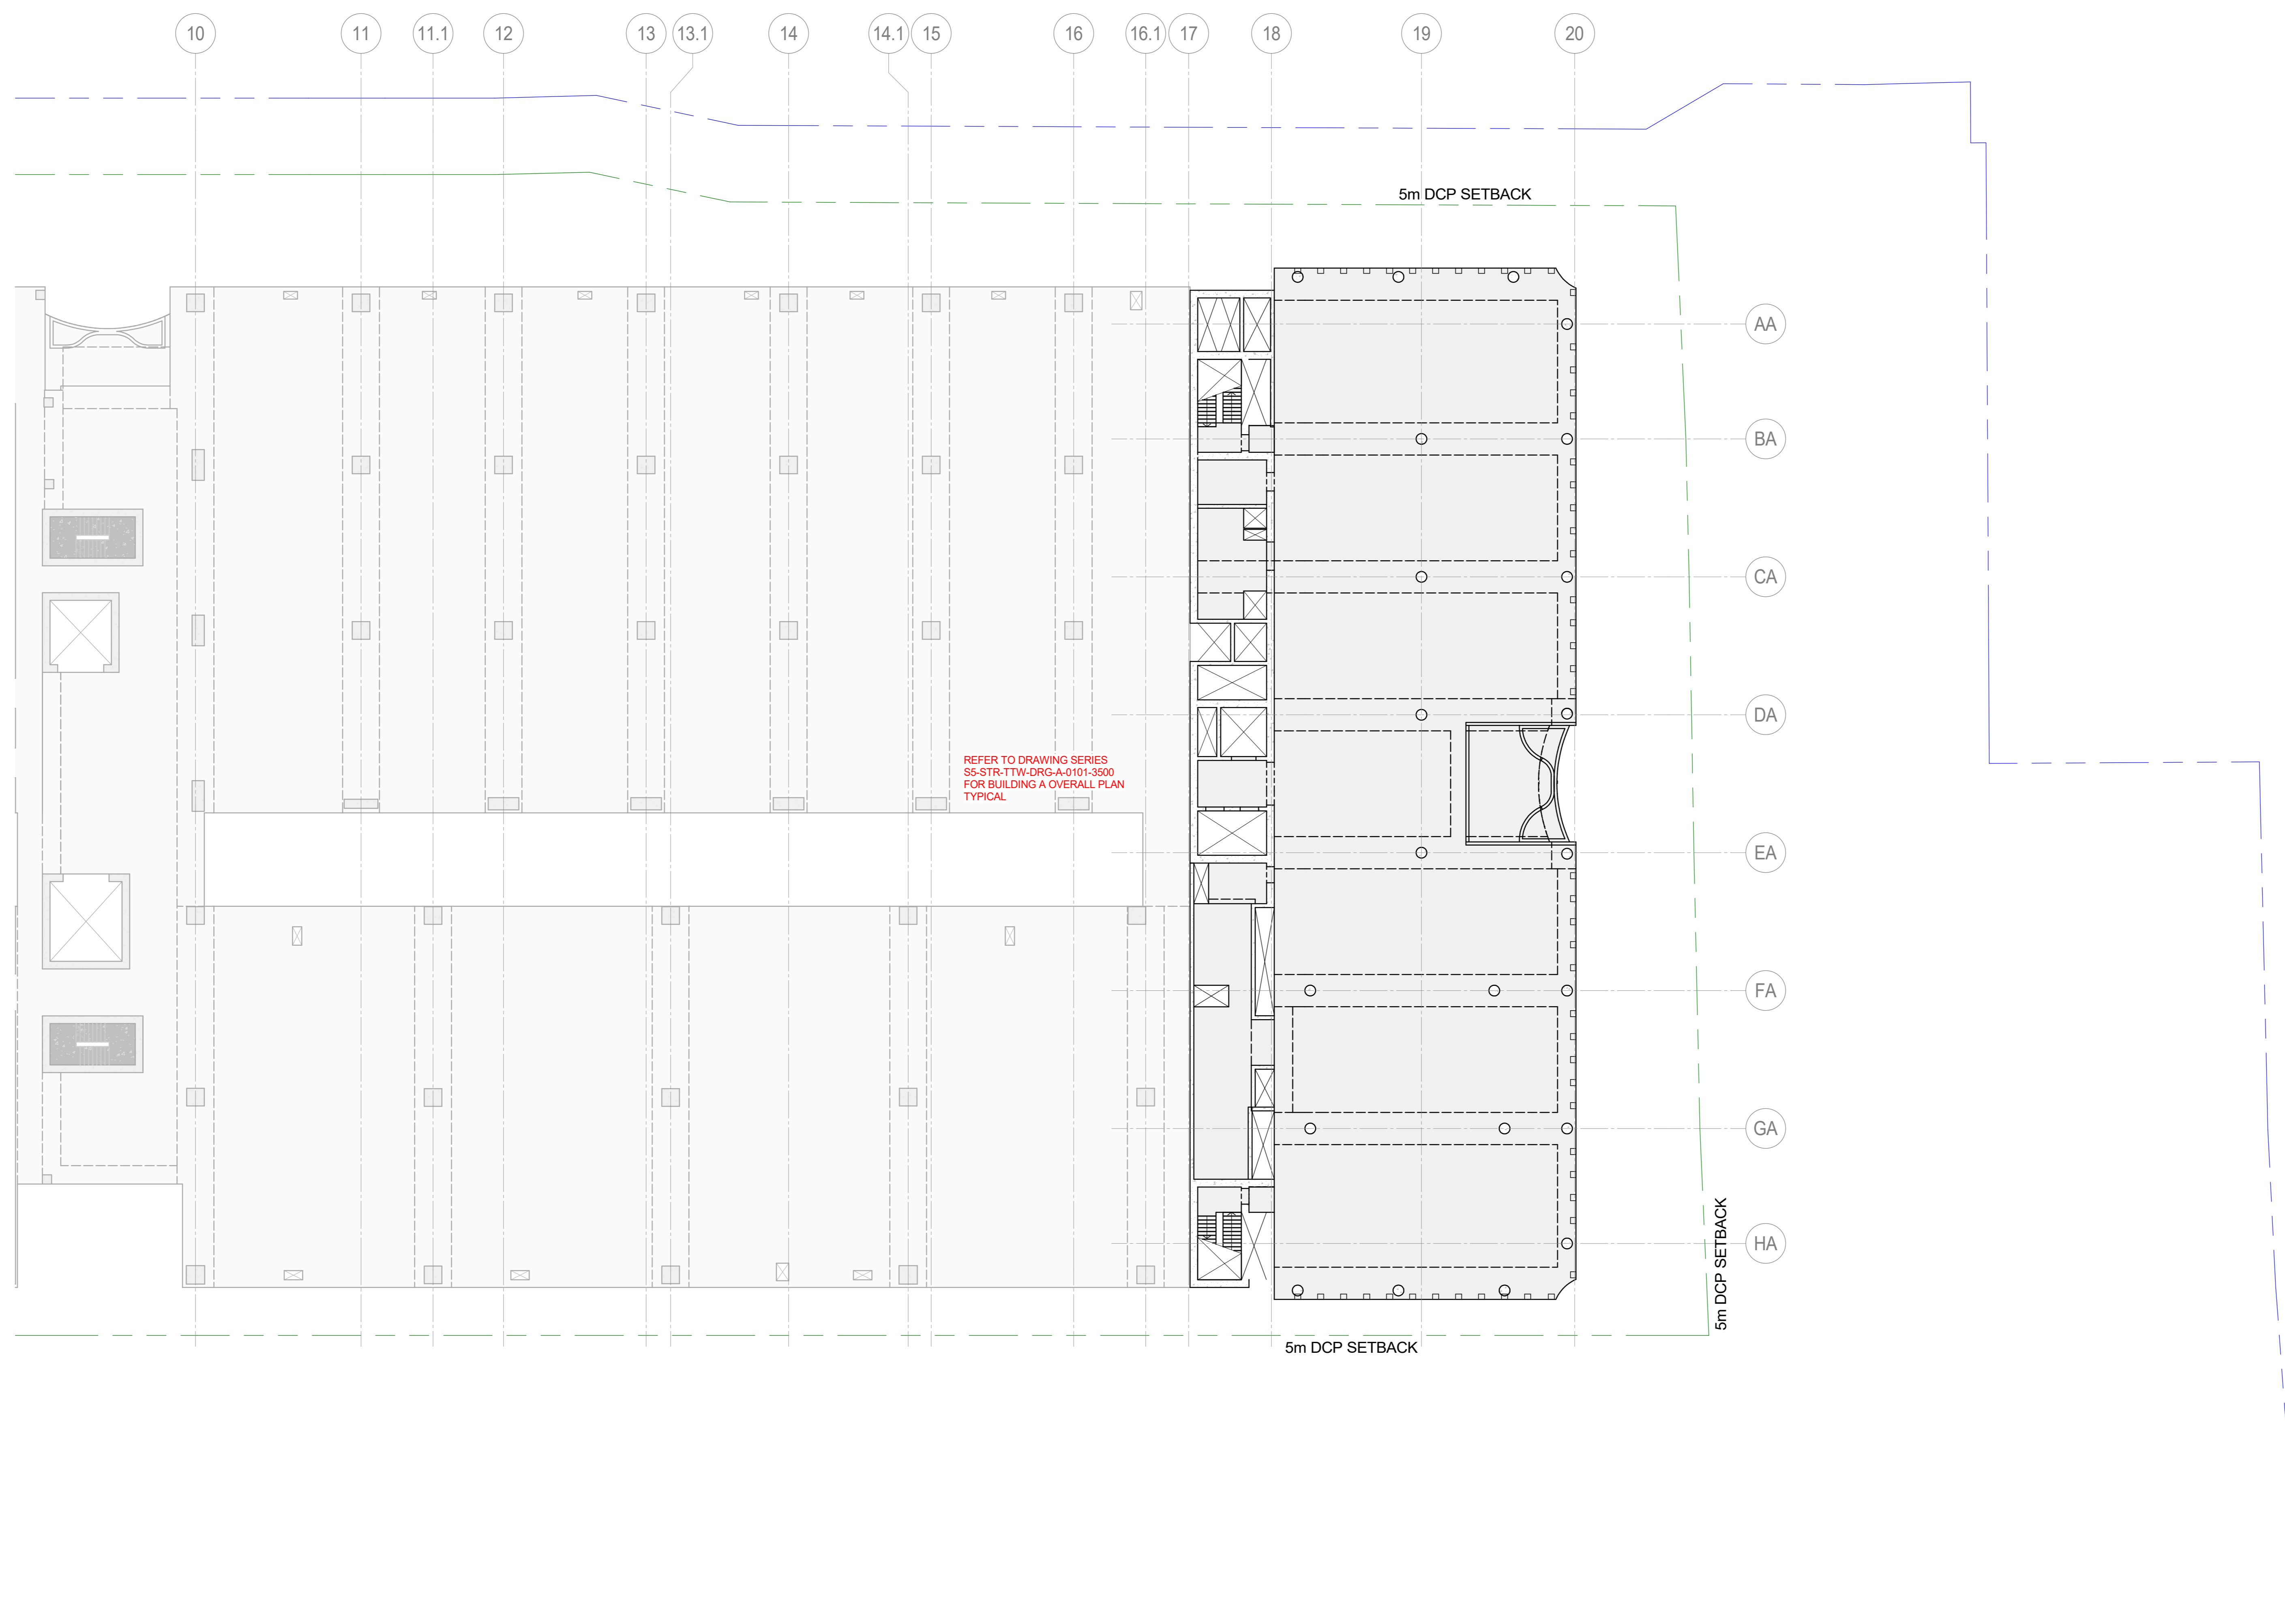 10 11 11.1 12 13 13.1 14 14.1 15 16 16.1 17 18 19 20
5m DCP SETBACK
AA
BA
CA
DA
REFER TO DRAWING SERIES
S5-STR-TTW-DRG-A-0101-3500
FOR BUILDING A OVERALL PLAN
TYPICAL
EA
FA
GA
HA
5m DCP SETBACK
5m DCP SETBACK